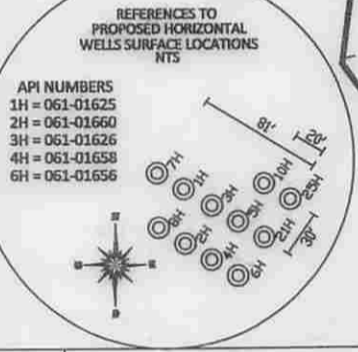 REFERENCES TO
PROPOSED HORIZONTAL
WELLS SURFACE LOCATIONS
NTS
API NUMBERS
1H = 061-01625
2H = 061-01660
3H = 061-01626
4H = 061-01658
6H = 061-01656
81'
20'
7H
1H
3H
5H
10H
25H
8H
2H
4H
6H
21H
30'